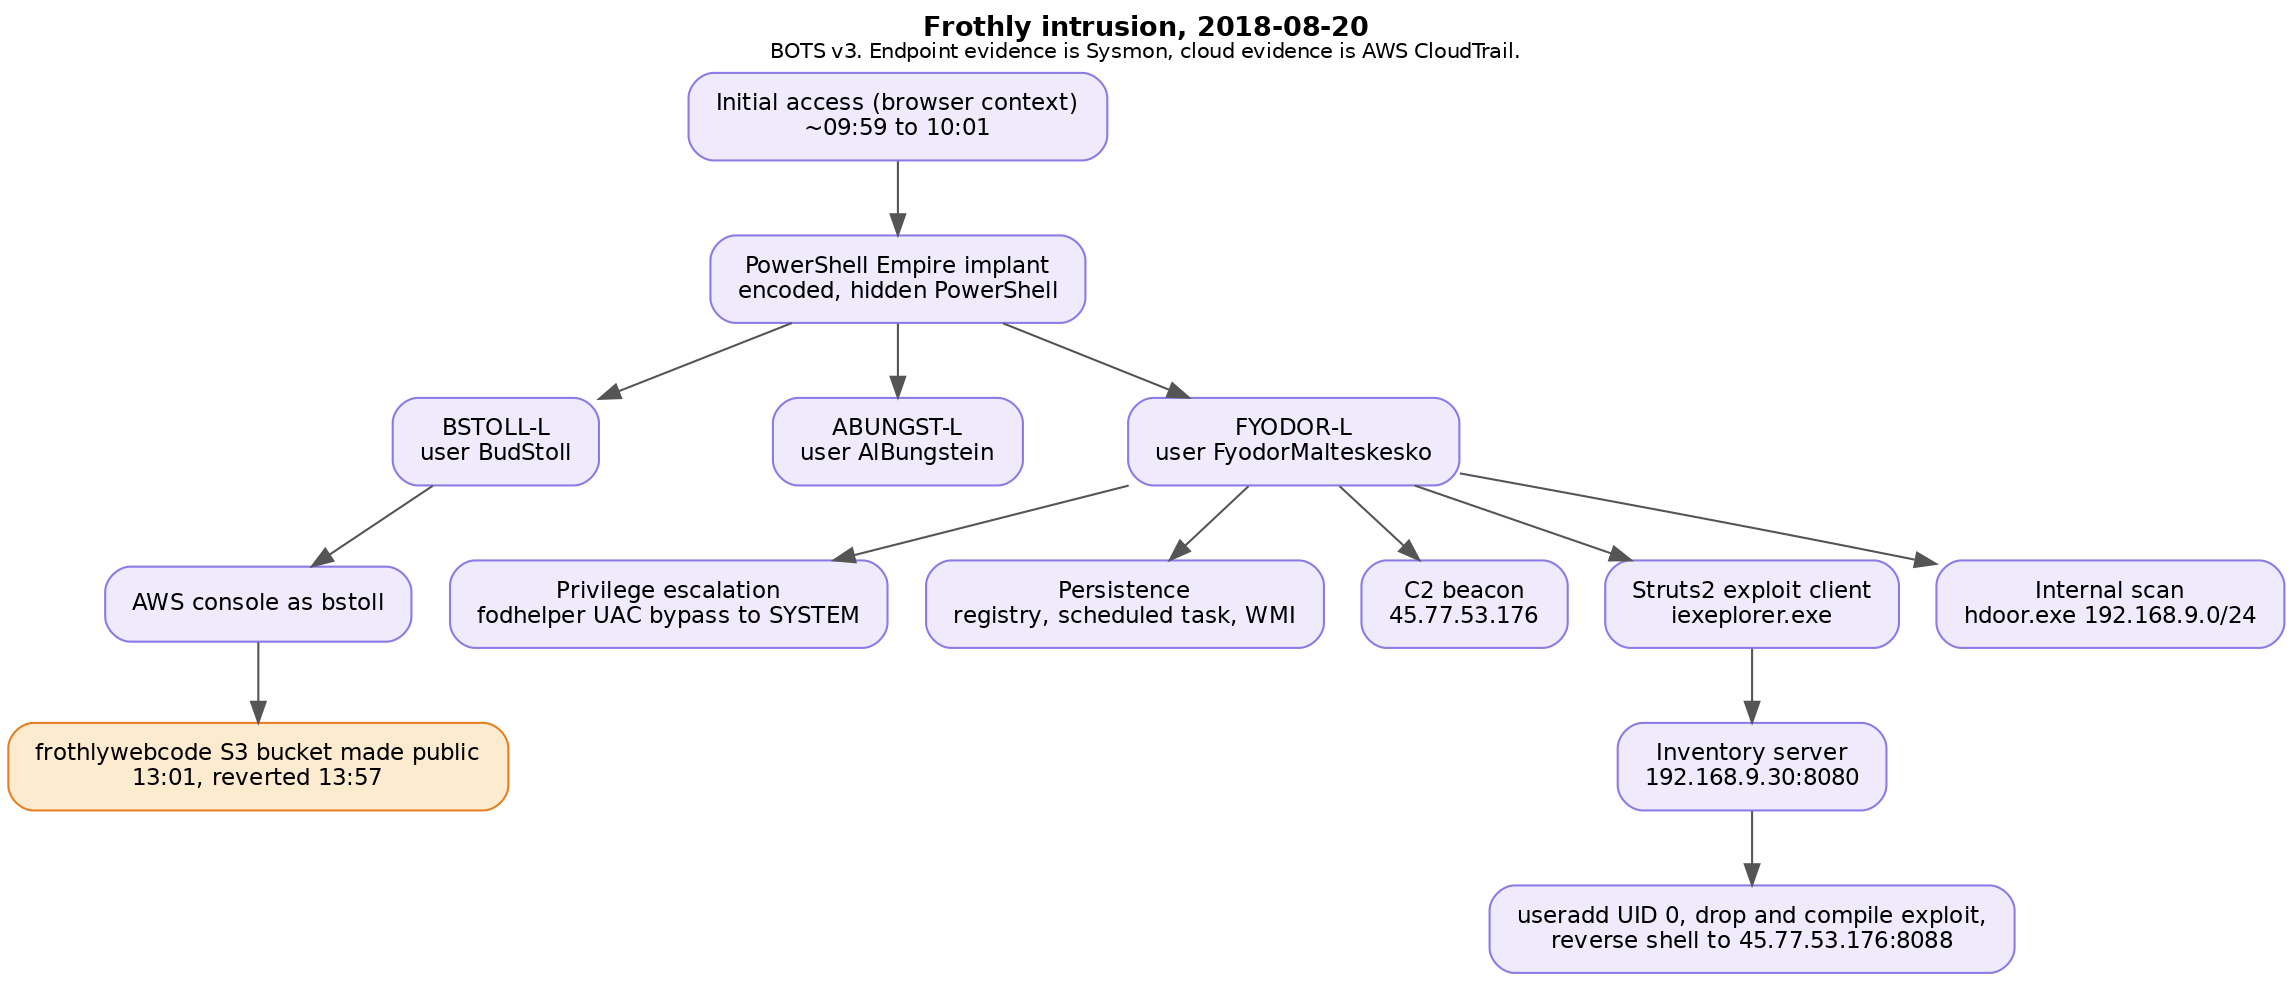 Frothly intrusion, 2018-08-20
BOTS v3. Endpoint evidence is Sysmon, cloud evidence is AWS CloudTrail.
Initial access (browser context)
~09:59 to 10:01
PowerShell Empire implant
encoded, hidden PowerShell
BSTOLL-L
user BudStoll
ABUNGST-L
user AlBungstein
FYODOR-L
user FyodorMalteskesko
AWS console as bstoll
Privilege escalation
fodhelper UAC bypass to SYSTEM
Persistence
registry, scheduled task, WMI
C2 beacon
45.77.53.176
Struts2 exploit client
iexeplorer.exe
Internal scan
hdoor.exe 192.168.9.0/24
frothlywebcode S3 bucket made public
13:01, reverted 13:57
Inventory server
192.168.9.30:8080
useradd UID 0, drop and compile exploit,
reverse shell to 45.77.53.176:8088